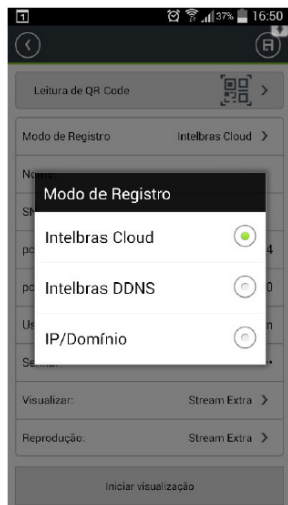 1 37% 16:50
Leitura de QR Code
Modo de Registro Intelbras Cloud
Modo de Registro
Intelbras Cloud
Intelbras DDNS
IP/Domínio
Visualizar: Stream Extra
Reprodução: Stream Extra
Iniciar visualização